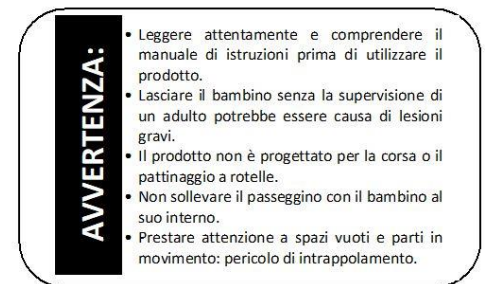 AVVERTENZA:
• Leggere attentamente e comprendere il
manuale di istruzioni prima di utilizzare il
prodotto.
• Lasciare il bambino senza la supervisione di
un adulto potrebbe essere causa di lesioni
gravi.
• Il prodotto non è progettato per la corsa o il
pattinaggio a rotelle.
• Non sollevare il passeggino con il bambino al
suo interno.
• Prestare attenzione a spazi vuoti e parti in
movimento: pericolo di intrappolamento.